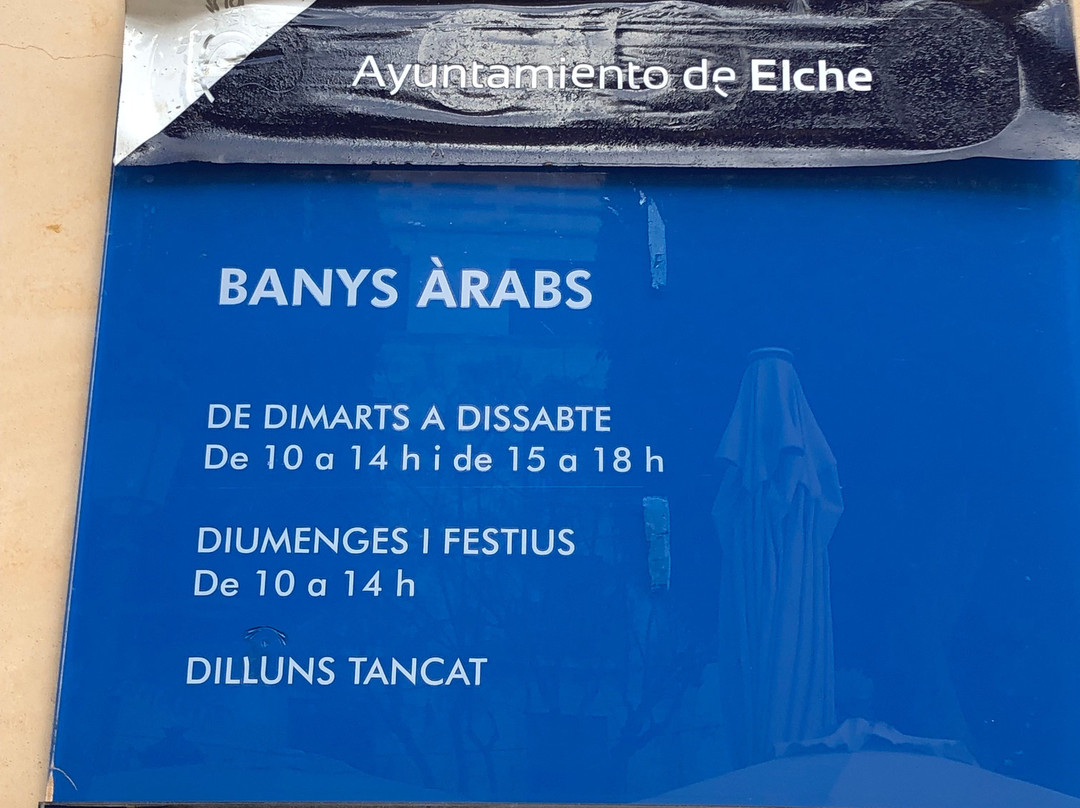 Ayuntamiento de Elche
BANYS ÀRABS
DE DIMARTS A DISSABTE
De 10 a 14 h i de 15 a 18 h
DIUMENGES I FESTIUS
De 10 a 14 h
DILLUNS TANCAT